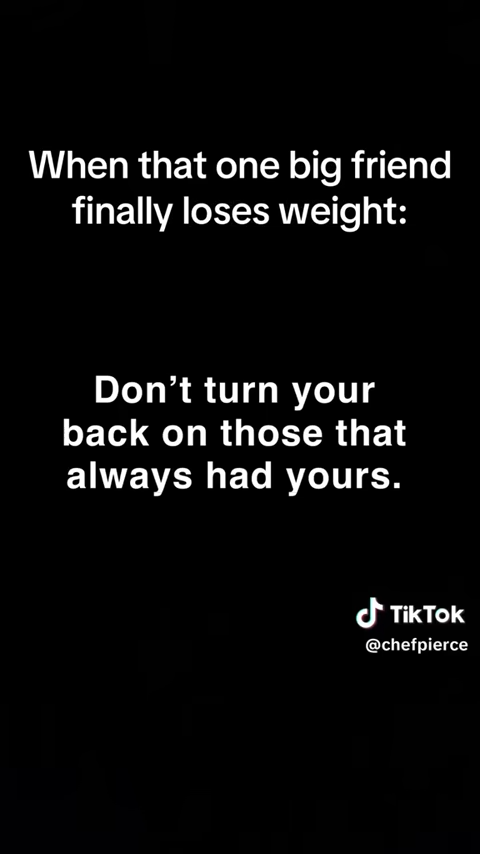 When that one big friend
finally loses weight:
Don’t turn your
back on those that
always had yours.
TikTok
@chefpierce